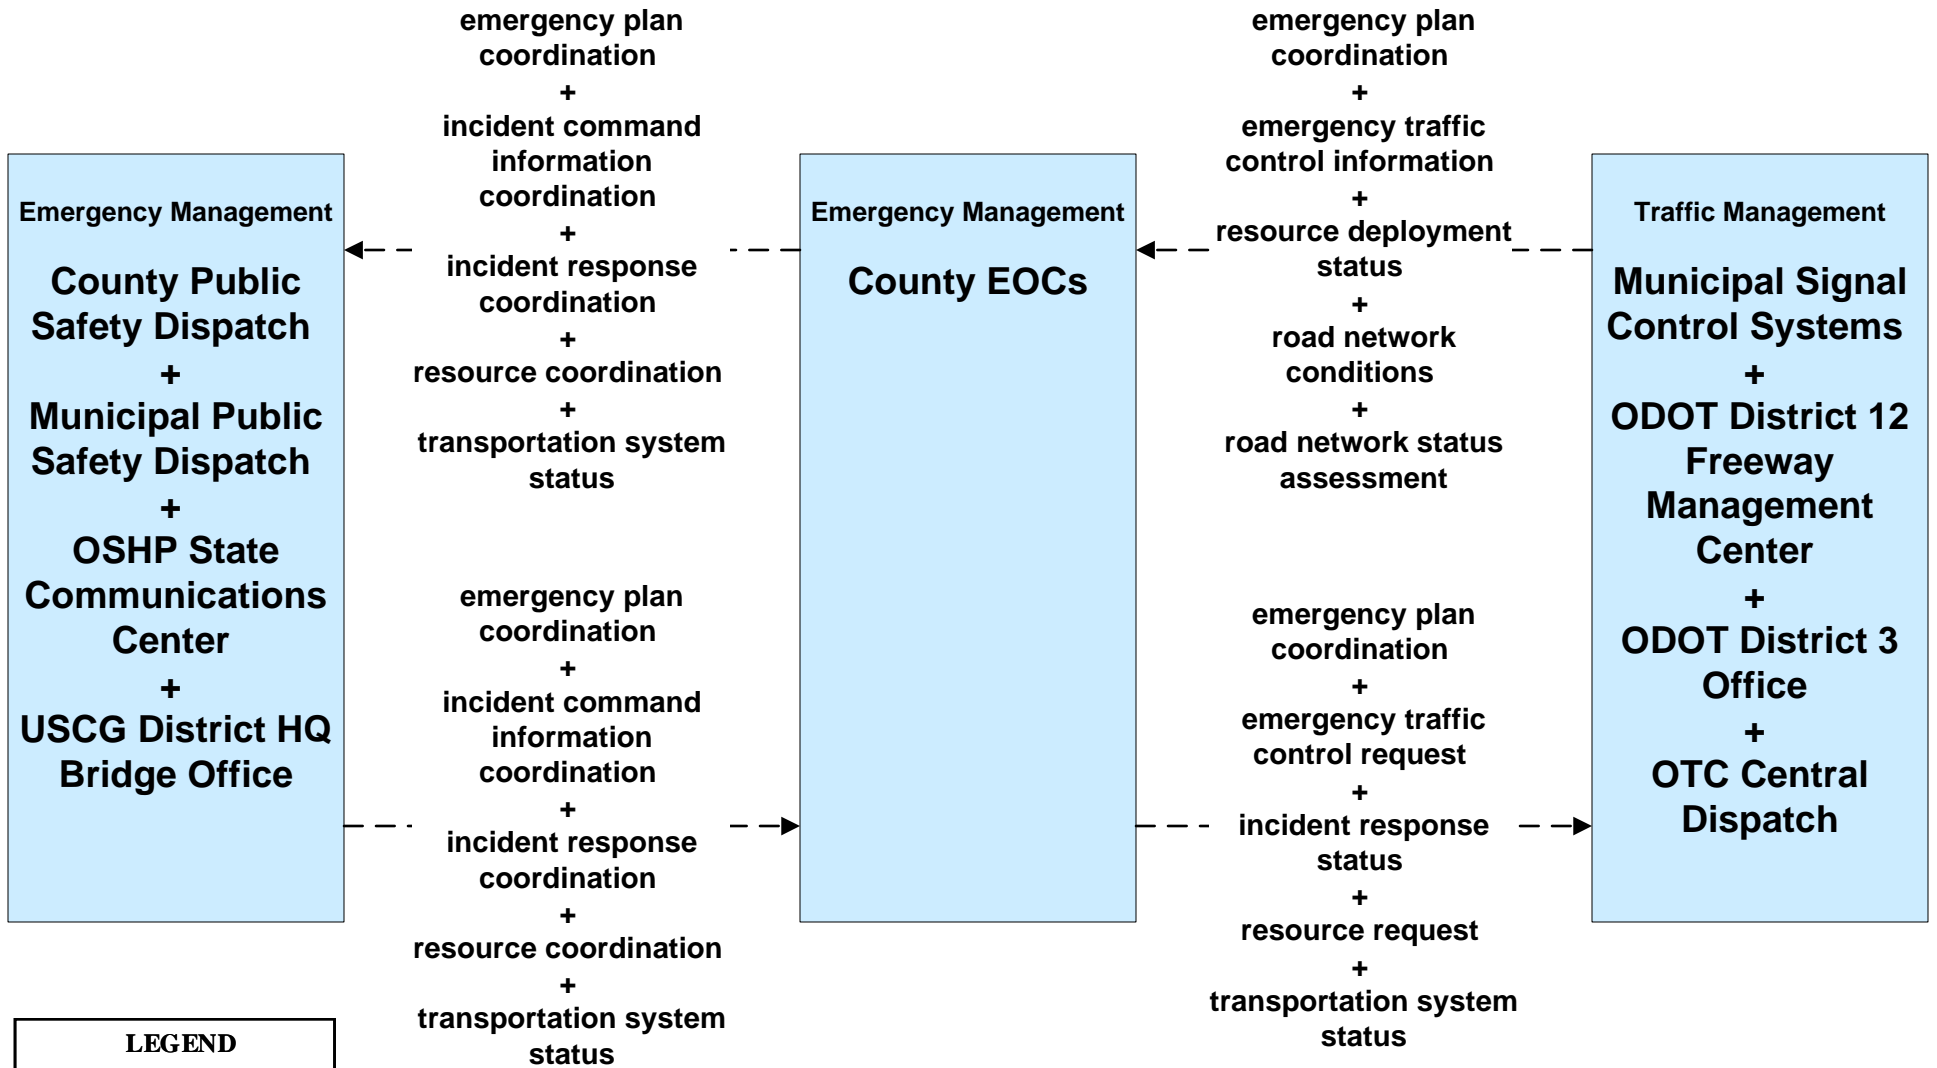 emergency plan
coordination
+
incident command
information
coordination
+
incident response
coordination
+
resource coordination
+
transportation system
status
emergency plan
coordination
+
emergency traffic
control information
+
resource deployment
status
+
road network
conditions
+
road network status
assessment
Emergency Management
County Public
Safety Dispatch
+
Municipal Public
Safety Dispatch
+
OSHP State
Communications
Center
+
USCG District HQ
Bridge Office
Emergency Management
County EOCs
Traffic Management
Municipal Signal
Control Systems
+
ODOT District 12
Freeway
Management
Center
+
ODOT District 3
Office
+
OTC Central
Dispatch
emergency plan
coordination
+
incident command
information
coordination
+
incident response
coordination
+
resource coordination
+
transportation system
status
emergency plan
coordination
+
emergency traffic
control request
+
incident response
status
+
resource request
+
transportation system
status
LEGEND